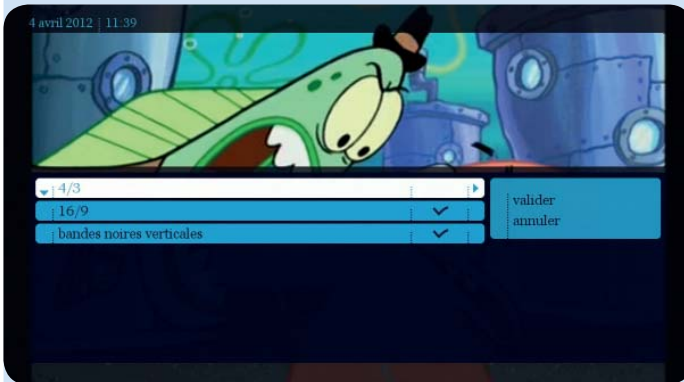 4 avril 2012 | 11:39
4/3
16/9
bandes noires verticales
valider
annuler